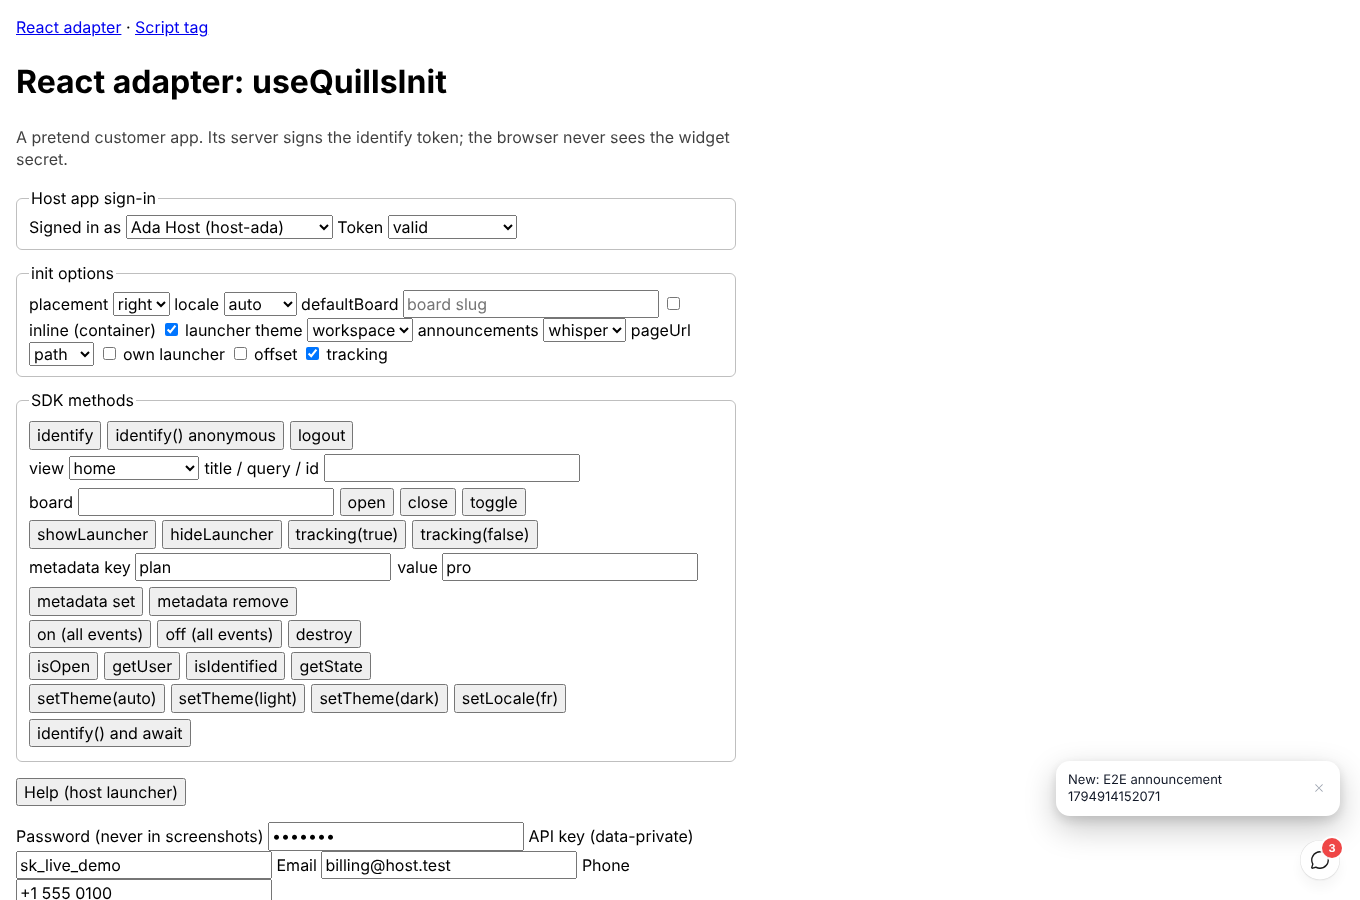 React adapter · Script tag
React adapter: useQuillsInit
A pretend customer app. Its server signs the identify token; the browser never sees the widget
secret.
Host app sign-in
Signed in as Ada Host (host-ada) Token valid
init options
placement right locale auto defaultBoard board slug
inline (container) launcher theme workspace announcements whisper pageUrl
path own launcher offset tracking
SDK methods
identify identify() anonymous logout
view home title / query / id
board open close toggle
showLauncher hideLauncher tracking(true) tracking(false)
metadata key plan value pro
metadata set metadata remove
on (all events) off (all events) destroy
isOpen getUser isIdentified getState
setTheme(auto) setTheme(light) setTheme(dark) setLocale(fr)
identify() and await
New: E2E announcement
1794914152071
Help (host launcher)
Password (never in screenshots) ••••••• API key (data-private)
3
sk_live_demo Email billing@host.test Phone
+1 555 0100